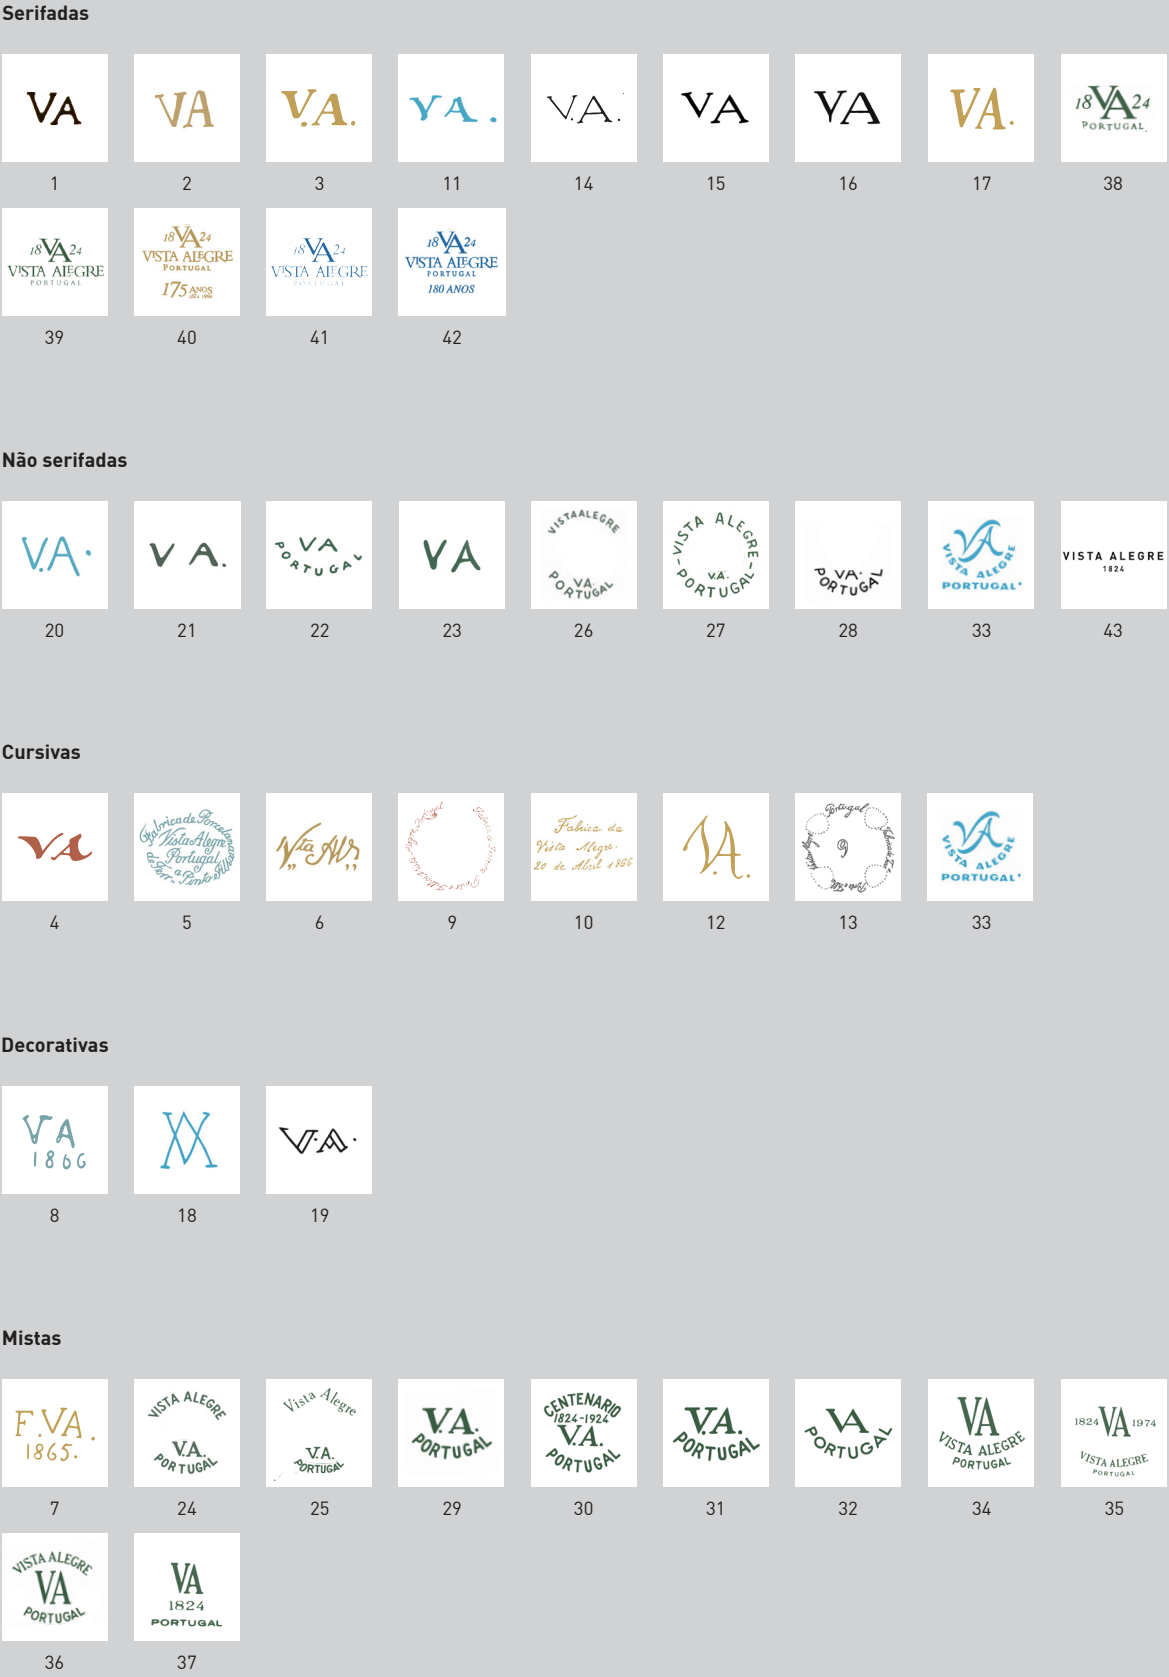 Serifadas
VA
VA
V.A.
VA.
V.A.
VA
VA
VA.
18 VA 24
PORTUGAL
1 2 3 11 14 15 16 17 38
18 VA 24
VISTA ALEGRE
PORTUGAL
18 VA 24
VISTA ALEGRE
PORTUGAL
175 ANOS
18 VA 24
VISTA ALEGRE
PORTUGAL
18 VA 24
VISTA ALEGRE
PORTUGAL
180 ANOS
39 40 41 42
Não serifadas
V.A.
V A.
VA
PORTUGAL
VA
VISTA ALEGRE
V.A.
PORTUGAL
VISTA ALEGRE
V.A.
-PORTUGAL-
VA.
PORTUGAL
VA
VISTA ALEGRE
PORTUGAL
VISTA ALEGRE
1824
20 21 22 23 26 27 28 33 43
Cursivas
VA
Fabrica de Porcelana
Vista Alegre
Portugal
de Ferr.a Pinto e
Vta
Fabrica da
Vista Alegre.
20 de Abril 1866
V.A.
Portugal
VA
VISTA ALEGRE
PORTUGAL
4 5 6 9 10 12 13 33
Decorativas
VA
1866
VA
V.A.
8 18 19
Mistas
F.VA.
1865.
VISTA ALEGRE
V.A.
PORTUGAL
Vista Alegre
V.A.
PORTUGAL
V.A.
PORTUGAL
CENTENARIO
1824-1924
V.A.
PORTUGAL
V.A.
PORTUGAL
VA
PORTUGAL
VA
VISTA ALEGRE
PORTUGAL
1824 VA 1974
VISTA ALEGRE
PORTUGAL
7 24 25 29 30 31 32 34 35
VISTA ALEGRE
VA
PORTUGAL
VA
1824
PORTUGAL
36 37